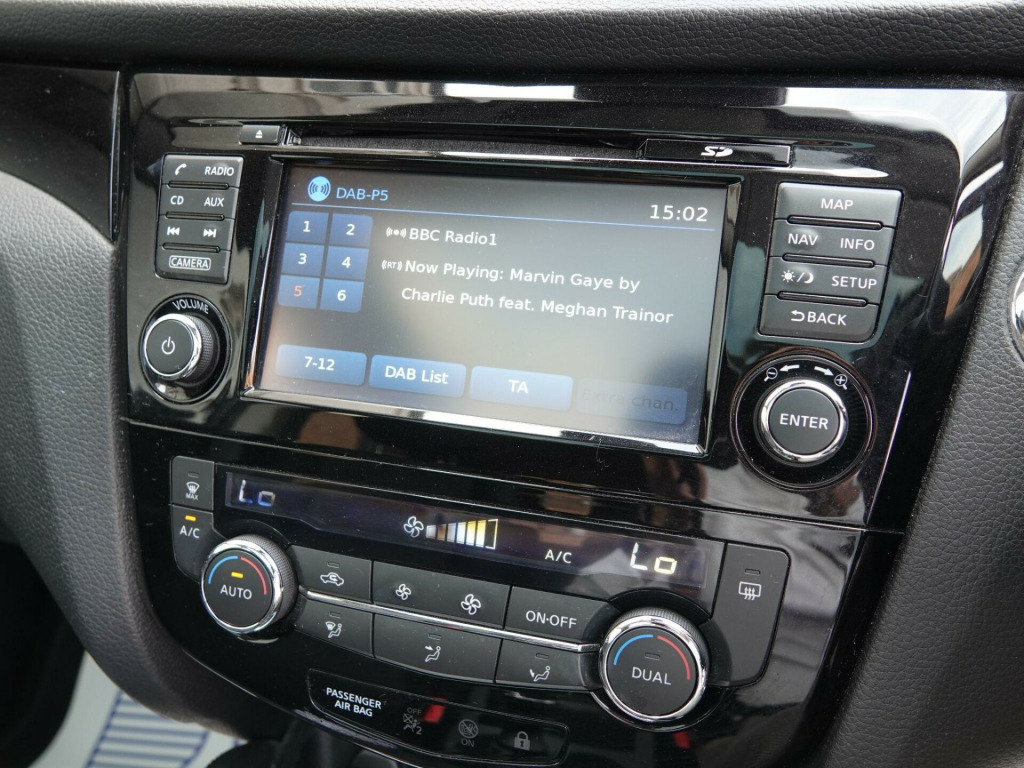 SD
RADIO
CD AUX
CAMERA
VOLUME
DAB-P5
15:02
1 2
3 4
5 6
BBC Radio1
(RT) Now Playing: Marvin Gaye by
Charlie Puth feat. Meghan Trainor
7-12
DAB List
TA
Extra chan.
MAP
NAV INFO
SETUP
BACK
ENTER
MAX
A/C
Lo
A/C
Lo
AUTO
ON-OFF
DUAL
PASSENGER
AIR BAG
OFF
2
ON